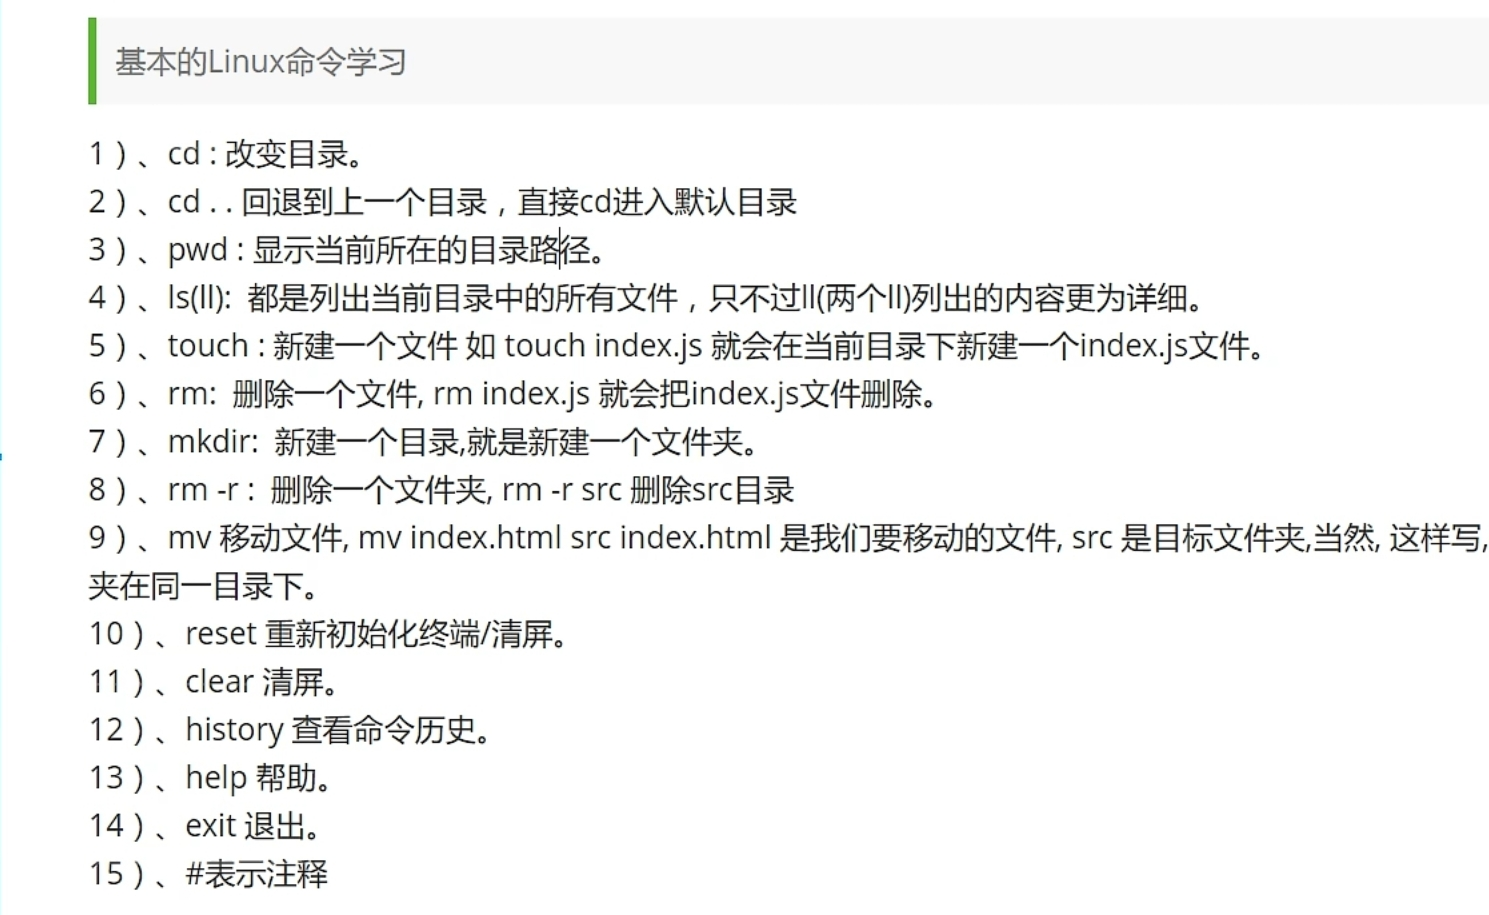 基本的Linux命令学习
1）、cd : 改变目录。
2）、cd . . 回退到上一个目录，直接cd进入默认目录
3）、pwd : 显示当前所在的目录路径。
4）、ls(ll):  都是列出当前目录中的所有文件，只不过ll(两个ll)列出的内容更为详细。
5）、touch : 新建一个文件 如 touch index.js 就会在当前目录下新建一个index.js文件。
6）、rm:  删除一个文件, rm index.js 就会把index.js文件删除。
7）、mkdir:  新建一个目录,就是新建一个文件夹。
8）、rm -r :  删除一个文件夹, rm -r src 删除src目录
9）、mv 移动文件, mv index.html src index.html 是我们要移动的文件, src 是目标文件夹,当然, 这样写,
夹在同一目录下。
10）、reset 重新初始化终端/清屏。
11）、clear 清屏。
12）、history 查看命令历史。
13）、help 帮助。
14）、exit 退出。
15）、#表示注释